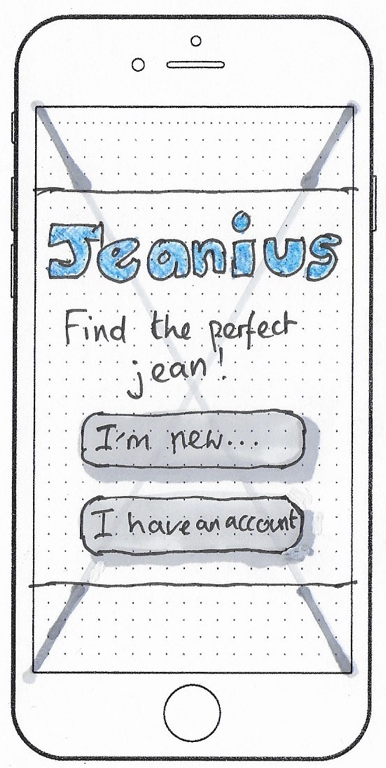 Jeanius
Find the perfect
jean!
I'm new...
I have an account